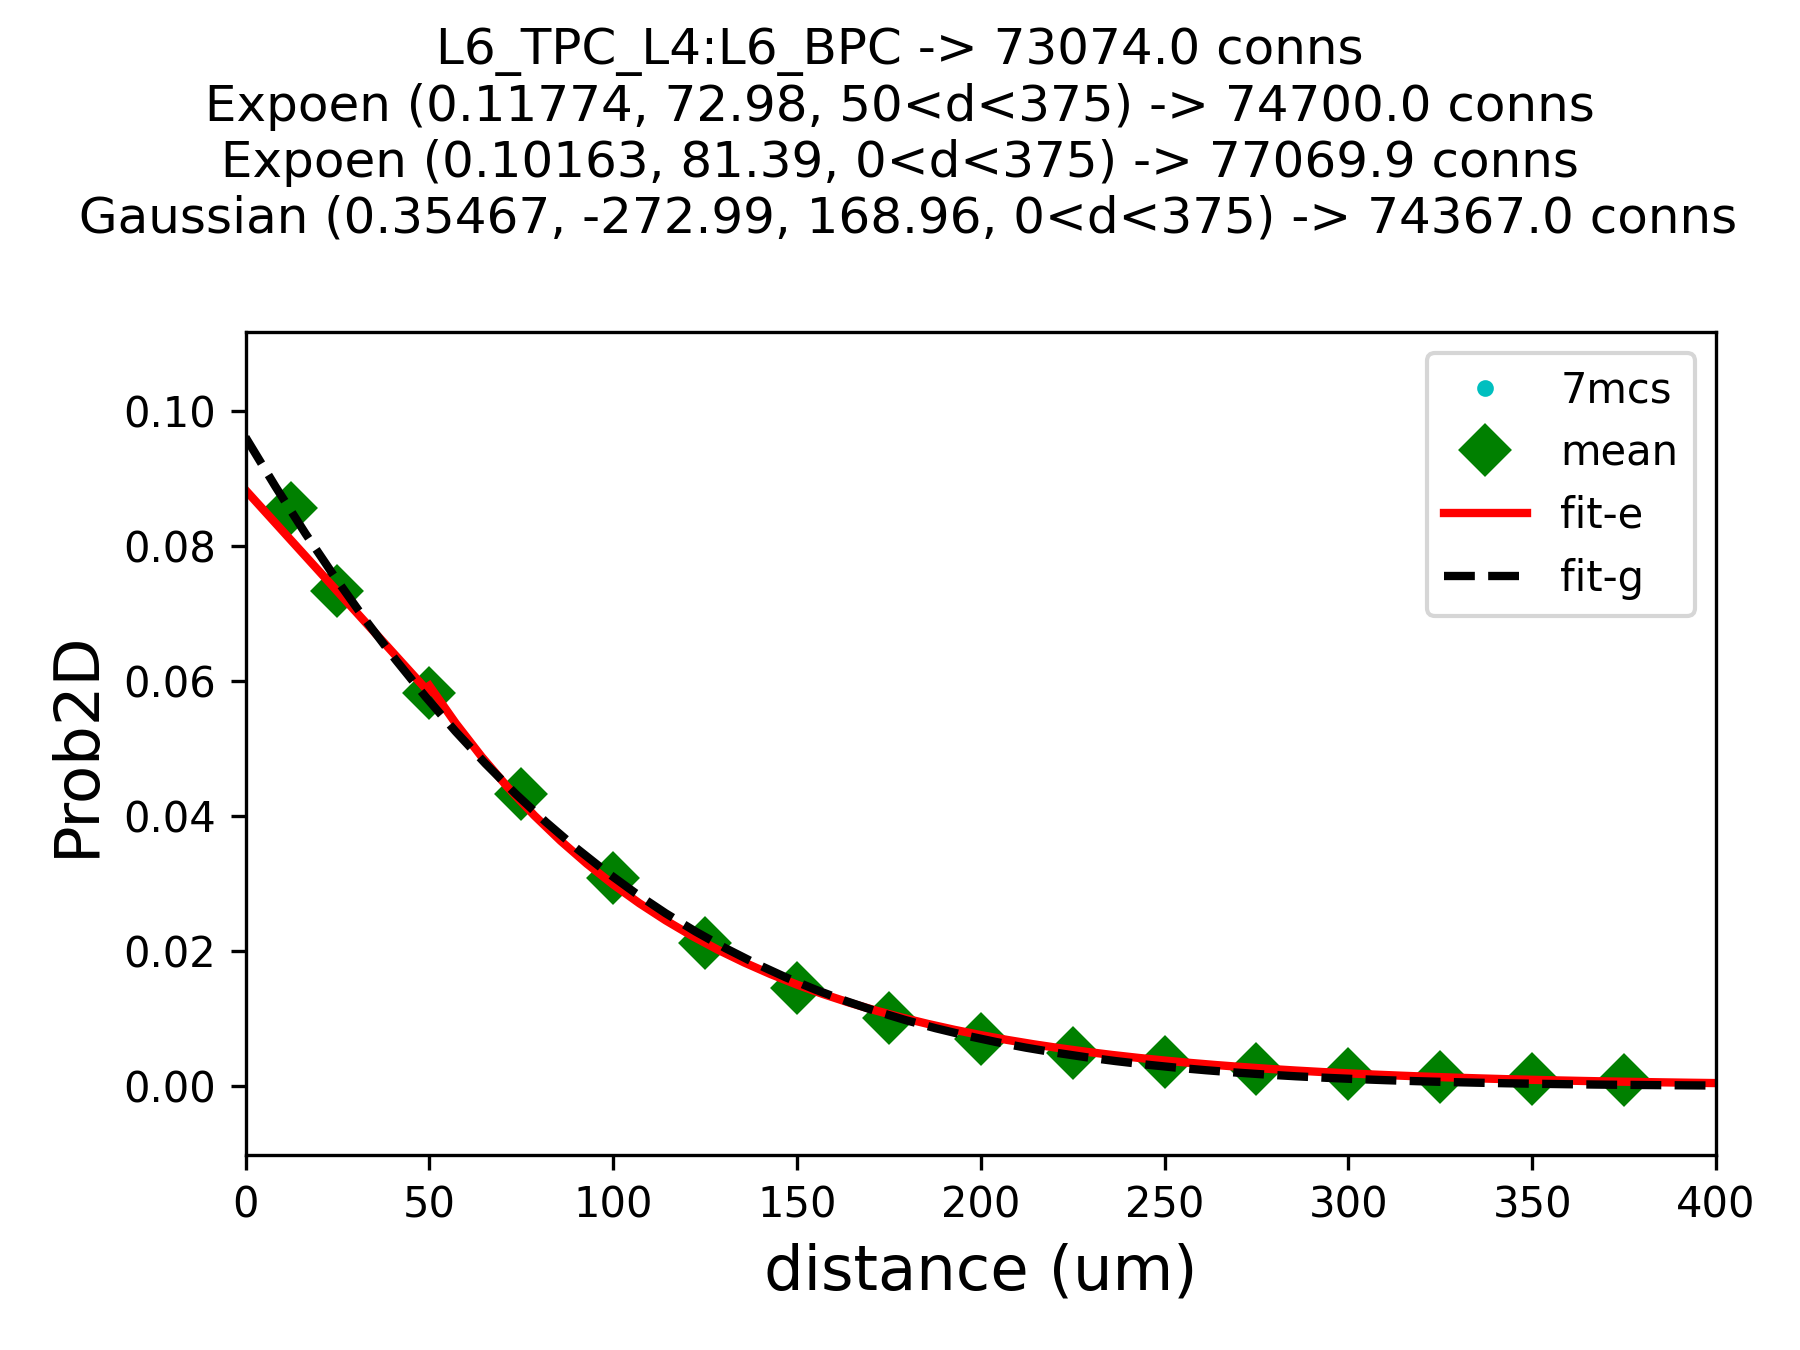 L6_TPC_L4:L6_BPC -> 73074.0 conns
Expoen (0.11774, 72.98, 50<d<375) -> 74700.0 conns
Expoen (0.10163, 81.39, 0<d<375) -> 77069.9 conns
Gaussian (0.35467, -272.99, 168.96, 0<d<375) -> 74367.0 conns
7mcs
mean
fit-e
fit-g
Prob2D
0.10
0.08
0.06
0.04
0.02
0.00
0 50 100 150 200 250 300 350 400
distance (um)